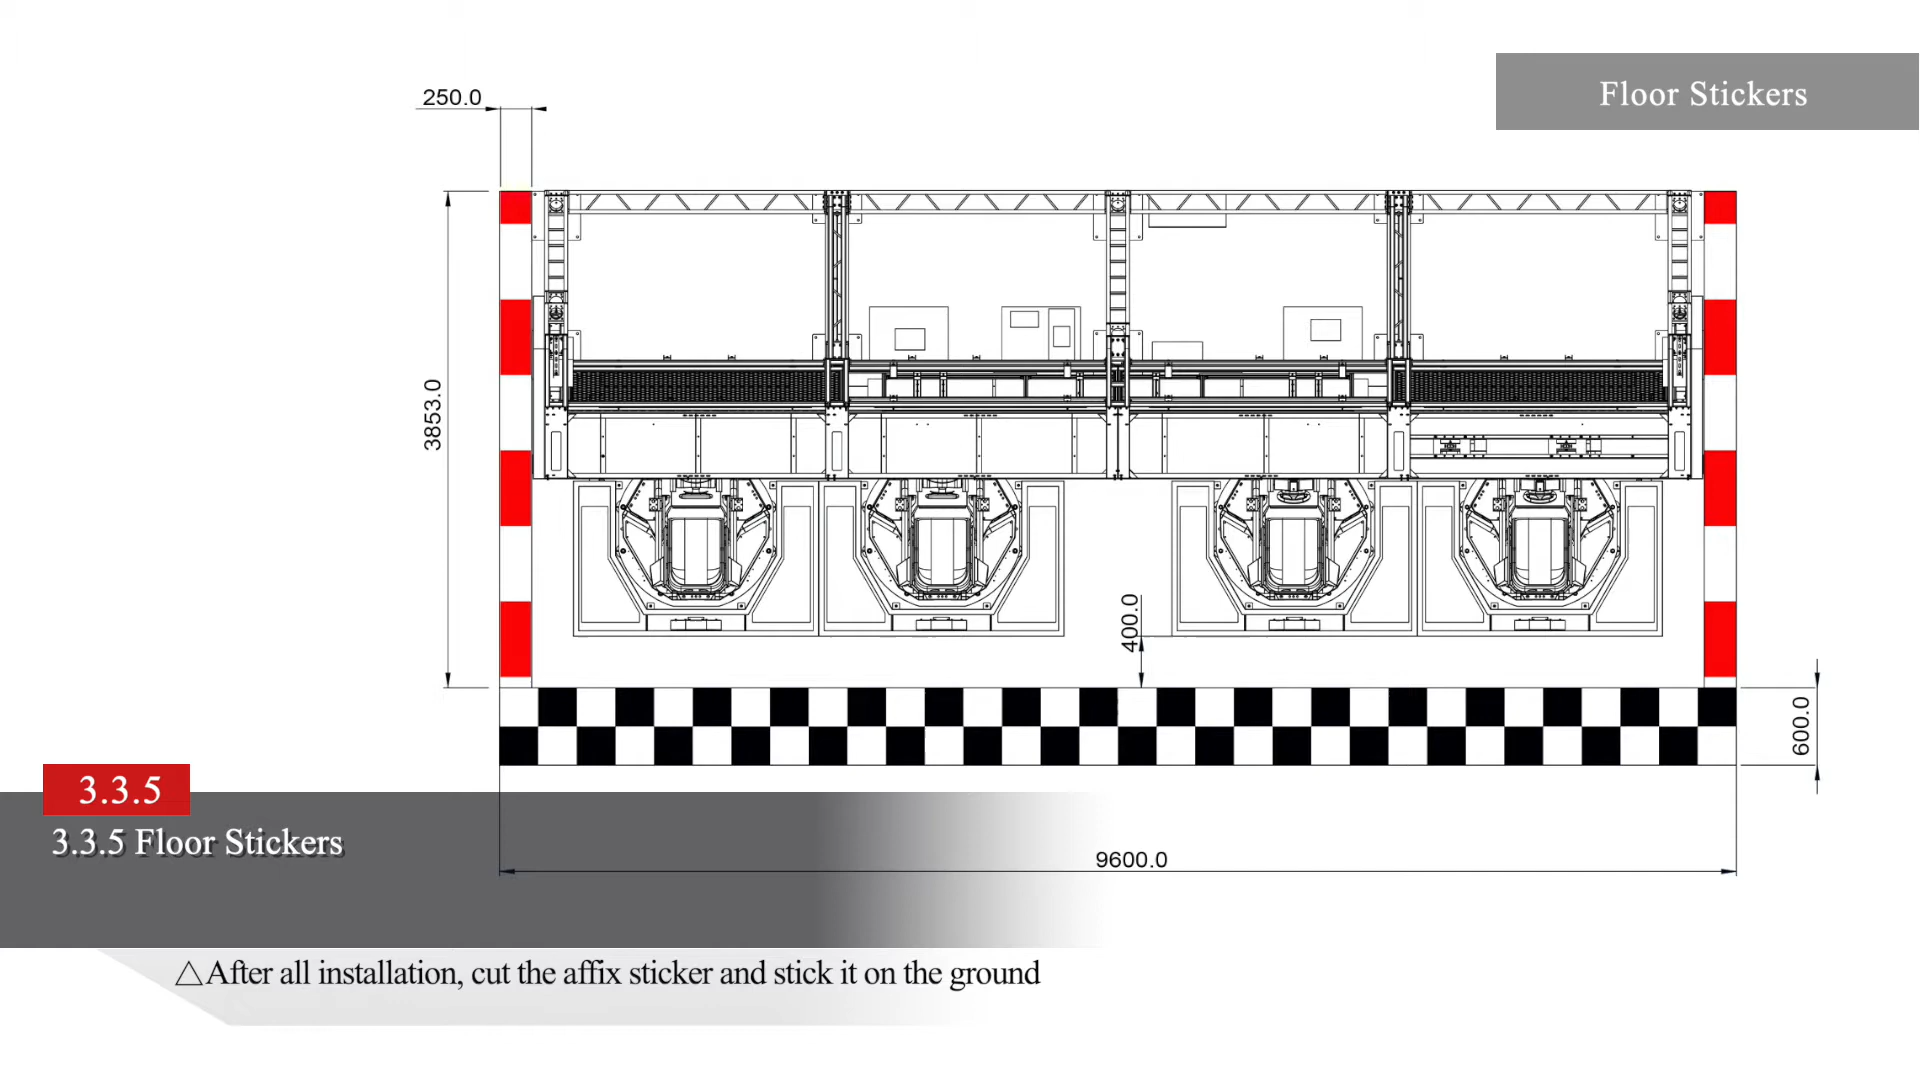 Floor Stickers
250.0
3853.0
400.0
600.0
9600.0
3.3.5
3.3.5 Floor Stickers
△After all installation, cut the affix sticker and stick it on the ground